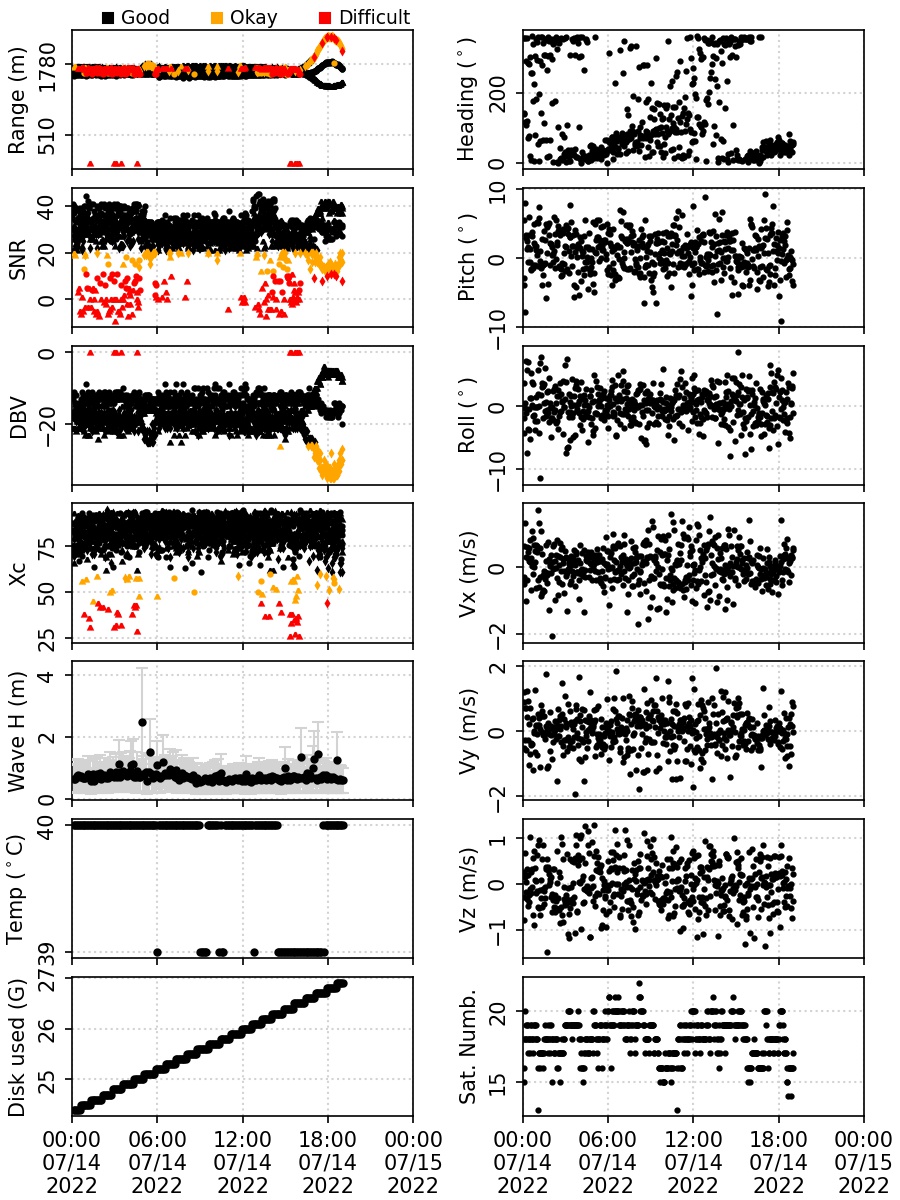 Good Okay Difficult
Range (m)
1780
510
Heading (°)
200
0
SNR
40
20
0
Pitch (°)
10
0
−10
DBV
0
−20
Roll (°)
0
−10
Xc
75
50
25
Vx (m/s)
0
−2
Wave H (m)
4
2
0
Vy (m/s)
2
0
−2
Temp (°C)
40
39
Vz (m/s)
1
0
−1
Disk used (G)
27
26
25
Sat. Numb.
20
15
00:00 06:00 12:00 18:00 00:00
07/14 07/14 07/14 07/14 07/15
2022 2022 2022 2022 2022
00:00 06:00 12:00 18:00 00:00
07/14 07/14 07/14 07/14 07/15
2022 2022 2022 2022 2022